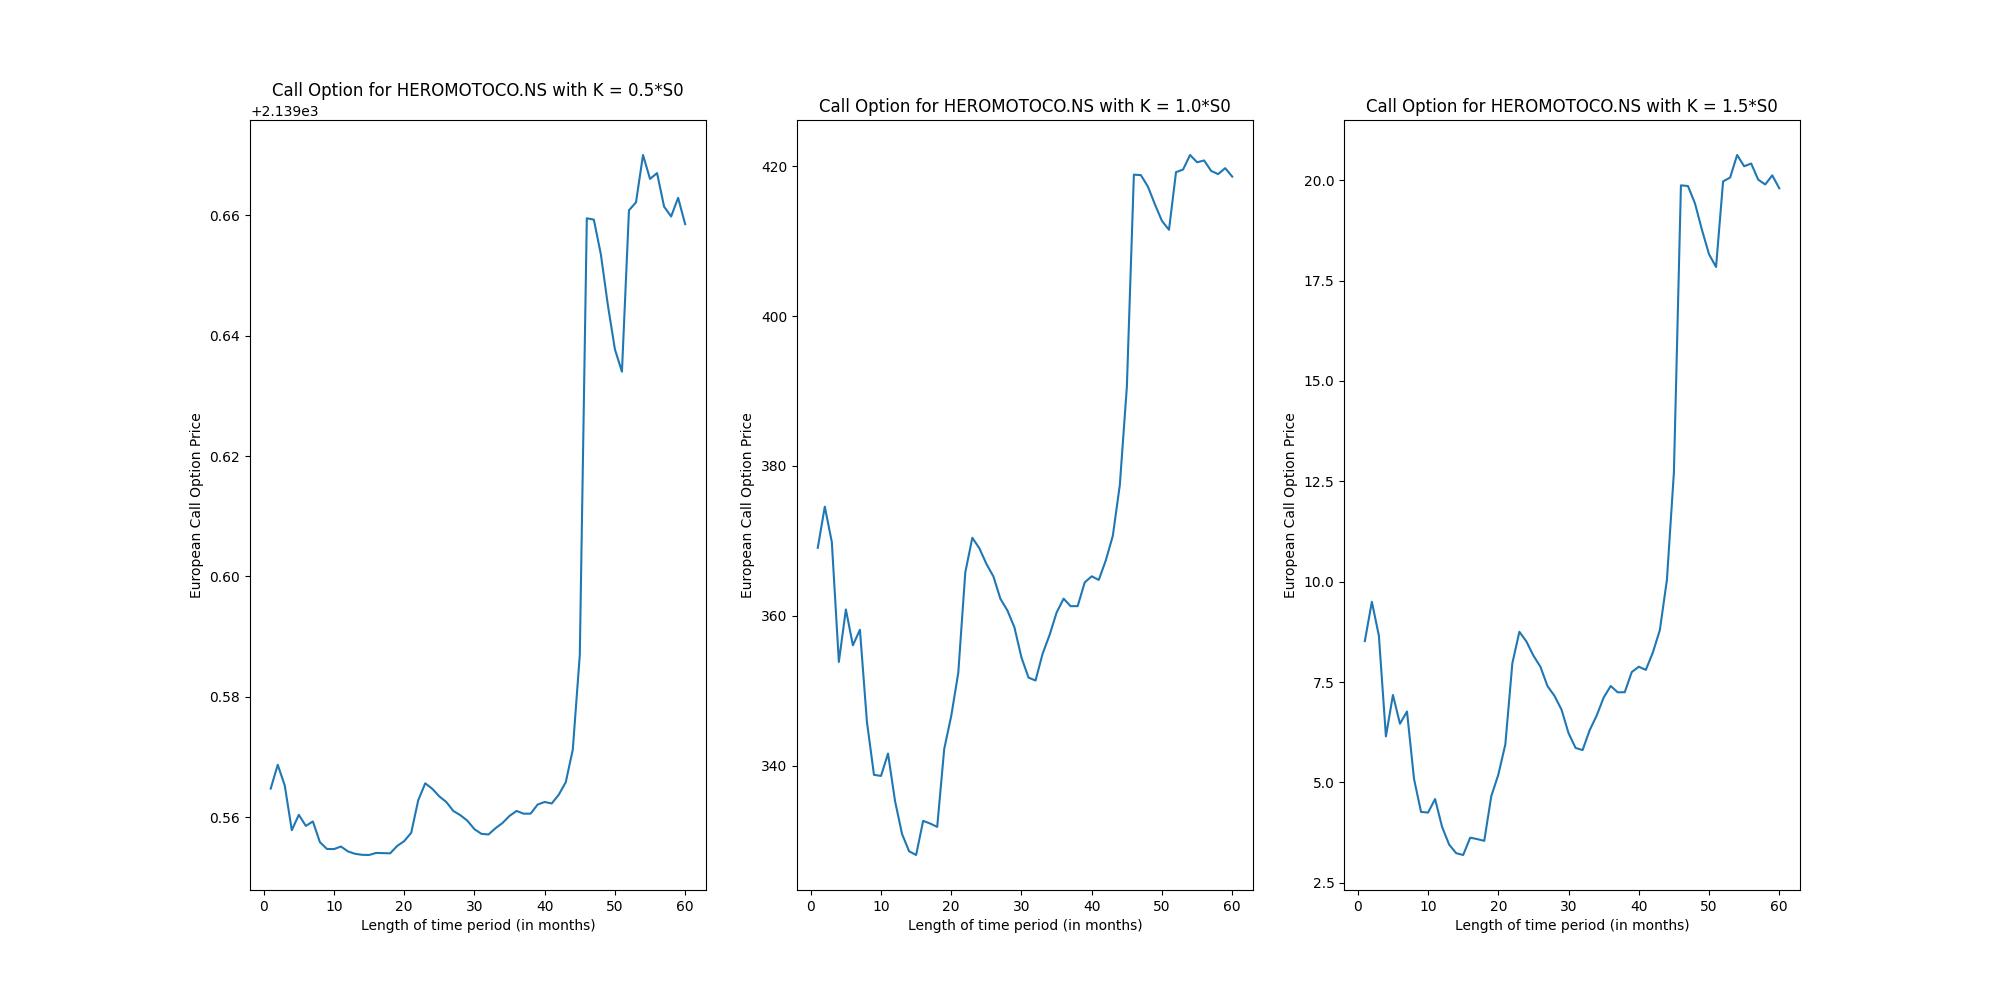 Call Option for HEROMOTOCO.NS with K = 0.5*S0
+2.139e3
0.66
0.64
0.62
0.60
0.58
0.56
European Call Option Price
0 10 20 30 40 50 60
Length of time period (in months)
Call Option for HEROMOTOCO.NS with K = 1.0*S0
420
400
380
360
340
European Call Option Price
0 10 20 30 40 50 60
Length of time period (in months)
Call Option for HEROMOTOCO.NS with K = 1.5*S0
20.0
17.5
15.0
12.5
10.0
7.5
5.0
2.5
European Call Option Price
0 10 20 30 40 50 60
Length of time period (in months)